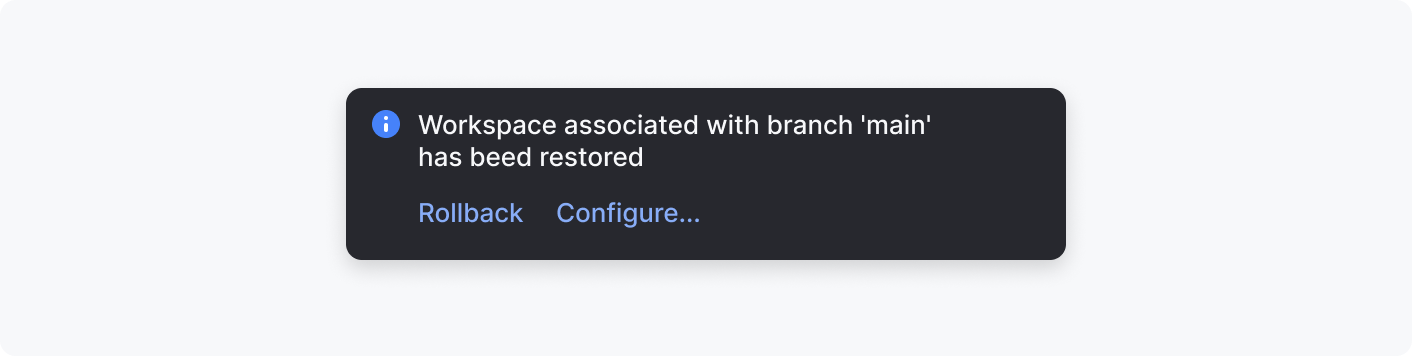 Workspace associated with branch 'main'
has beed restored
Rollback Configure...